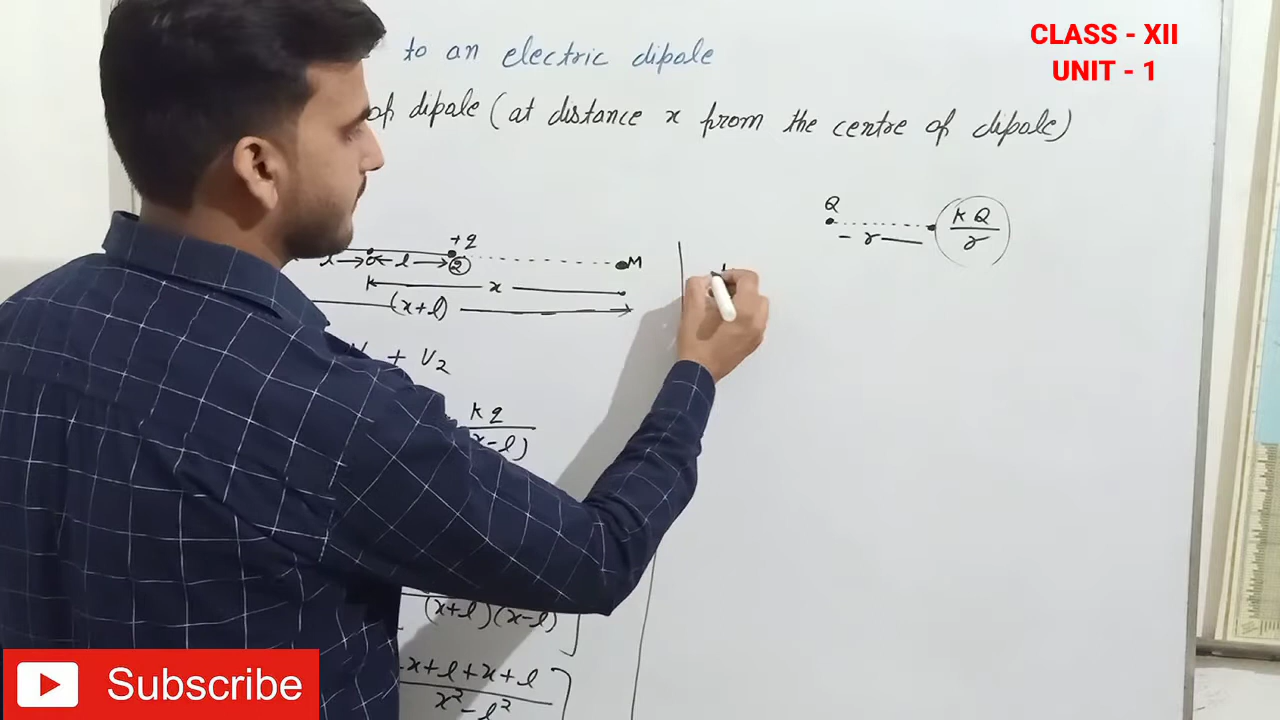 CLASS - XII
UNIT - 1
to an electric dipole
of dipole (at distance x from the centre of dipole)
Q
K Q
r
r
+q
l O l 2 M
x
(x+l)
+ V2
K q
x-l)
(x+l)(x-l)
-x+l+x+l
x² - l²
Subscribe